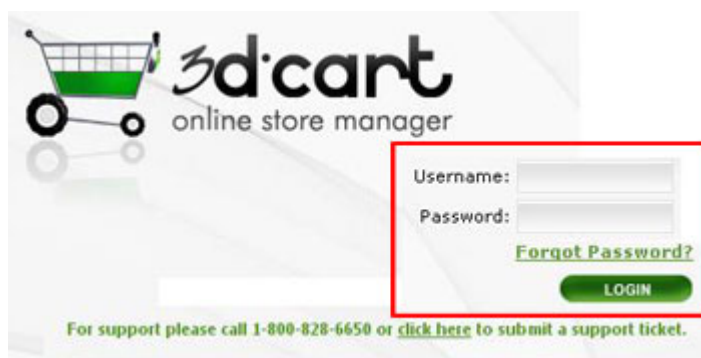 3d·cart
online store manager
Username:
Password:
Forgot Password?
LOGIN
For support please call 1-800-828-6650 or click here to submit a support ticket.